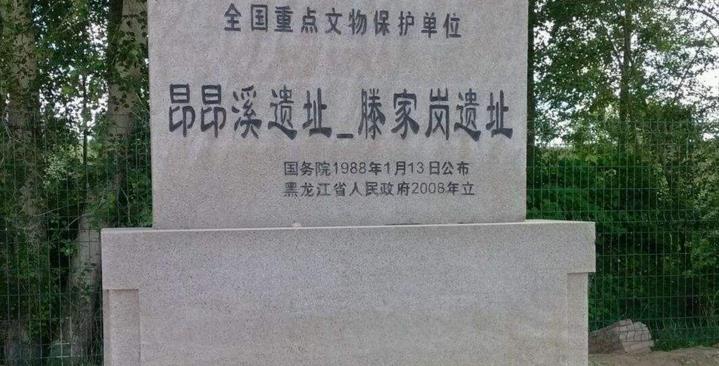 全国重点文物保护单位
昂昂溪遗址_滕家岗遗址
国务院1988年1月13日公布
黑龙江省人民政府2008年立